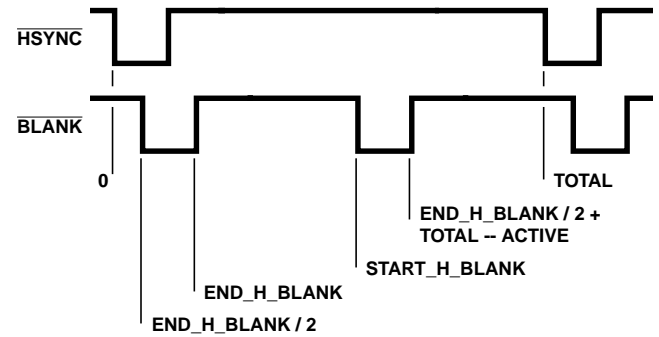 HSYNC
BLANK
0
TOTAL
END_H_BLANK / 2 +
TOTAL -- ACTIVE
START_H_BLANK
END_H_BLANK
END_H_BLANK / 2